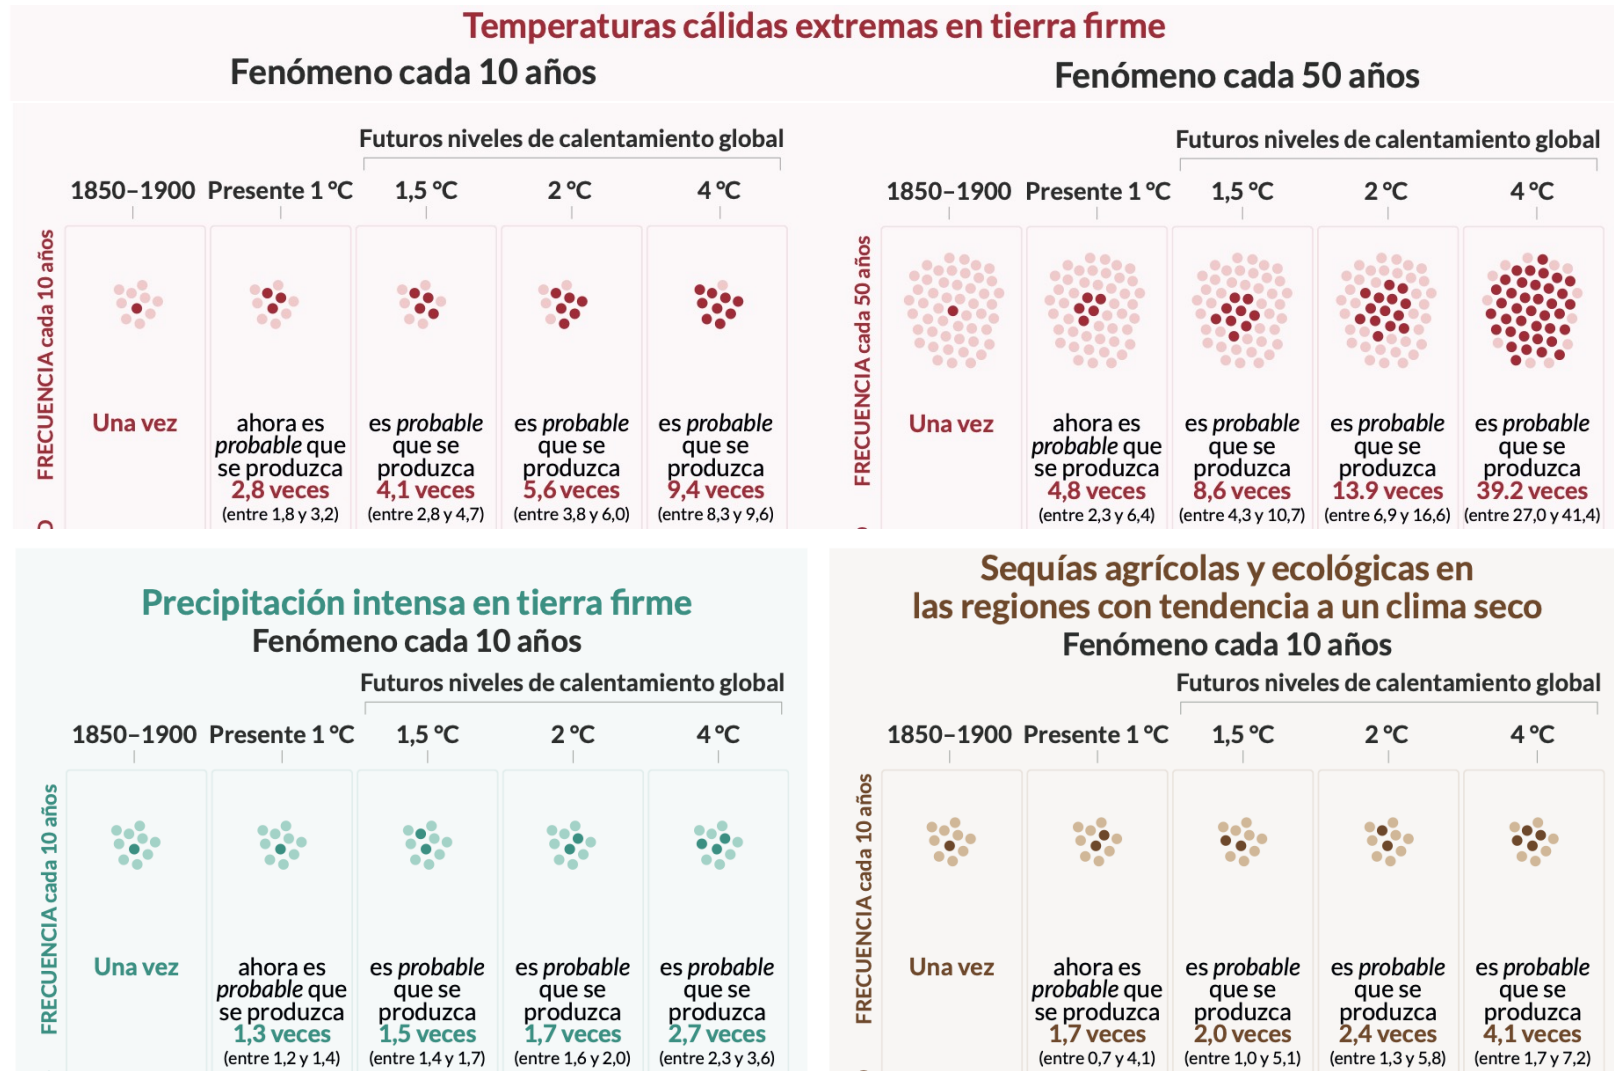 Temperaturas cálidas extremas en tierra firme
Fenómeno cada 10 años
Futuros niveles de calentamiento global
1850–1900 Presente 1 °C 1,5 °C 2 °C 4 °C
FRECUENCIA cada 10 años
Una vez
ahora es
probable que
se produzca
2,8 veces
(entre 1,8 y 3,2)
es probable
que se
produzca
4,1 veces
(entre 2,8 y 4,7)
es probable
que se
produzca
5,6 veces
(entre 3,8 y 6,0)
es probable
que se
produzca
9,4 veces
(entre 8,3 y 9,6)
Fenómeno cada 50 años
Futuros niveles de calentamiento global
1850–1900 Presente 1 °C 1,5 °C 2 °C 4 °C
FRECUENCIA cada 50 años
Una vez
ahora es
probable que
se produzca
4,8 veces
(entre 2,3 y 6,4)
es probable
que se
produzca
8,6 veces
(entre 4,3 y 10,7)
es probable
que se
produzca
13.9 veces
(entre 6,9 y 16,6)
es probable
que se
produzca
39.2 veces
(entre 27,0 y 41,4)
Precipitación intensa en tierra firme
Fenómeno cada 10 años
Futuros niveles de calentamiento global
1850–1900 Presente 1 °C 1,5 °C 2 °C 4 °C
FRECUENCIA cada 10 años
Una vez
ahora es
probable que
se produzca
1,3 veces
(entre 1,2 y 1,4)
es probable
que se
produzca
1,5 veces
(entre 1,4 y 1,7)
es probable
que se
produzca
1,7 veces
(entre 1,6 y 2,0)
es probable
que se
produzca
2,7 veces
(entre 2,3 y 3,6)
Sequías agrícolas y ecológicas en
las regiones con tendencia a un clima seco
Fenómeno cada 10 años
Futuros niveles de calentamiento global
1850–1900 Presente 1 °C 1,5 °C 2 °C 4 °C
FRECUENCIA cada 10 años
Una vez
ahora es
probable que
se produzca
1,7 veces
(entre 0,7 y 4,1)
es probable
que se
produzca
2,0 veces
(entre 1,0 y 5,1)
es probable
que se
produzca
2,4 veces
(entre 1,3 y 5,8)
es probable
que se
produzca
4,1 veces
(entre 1,7 y 7,2)